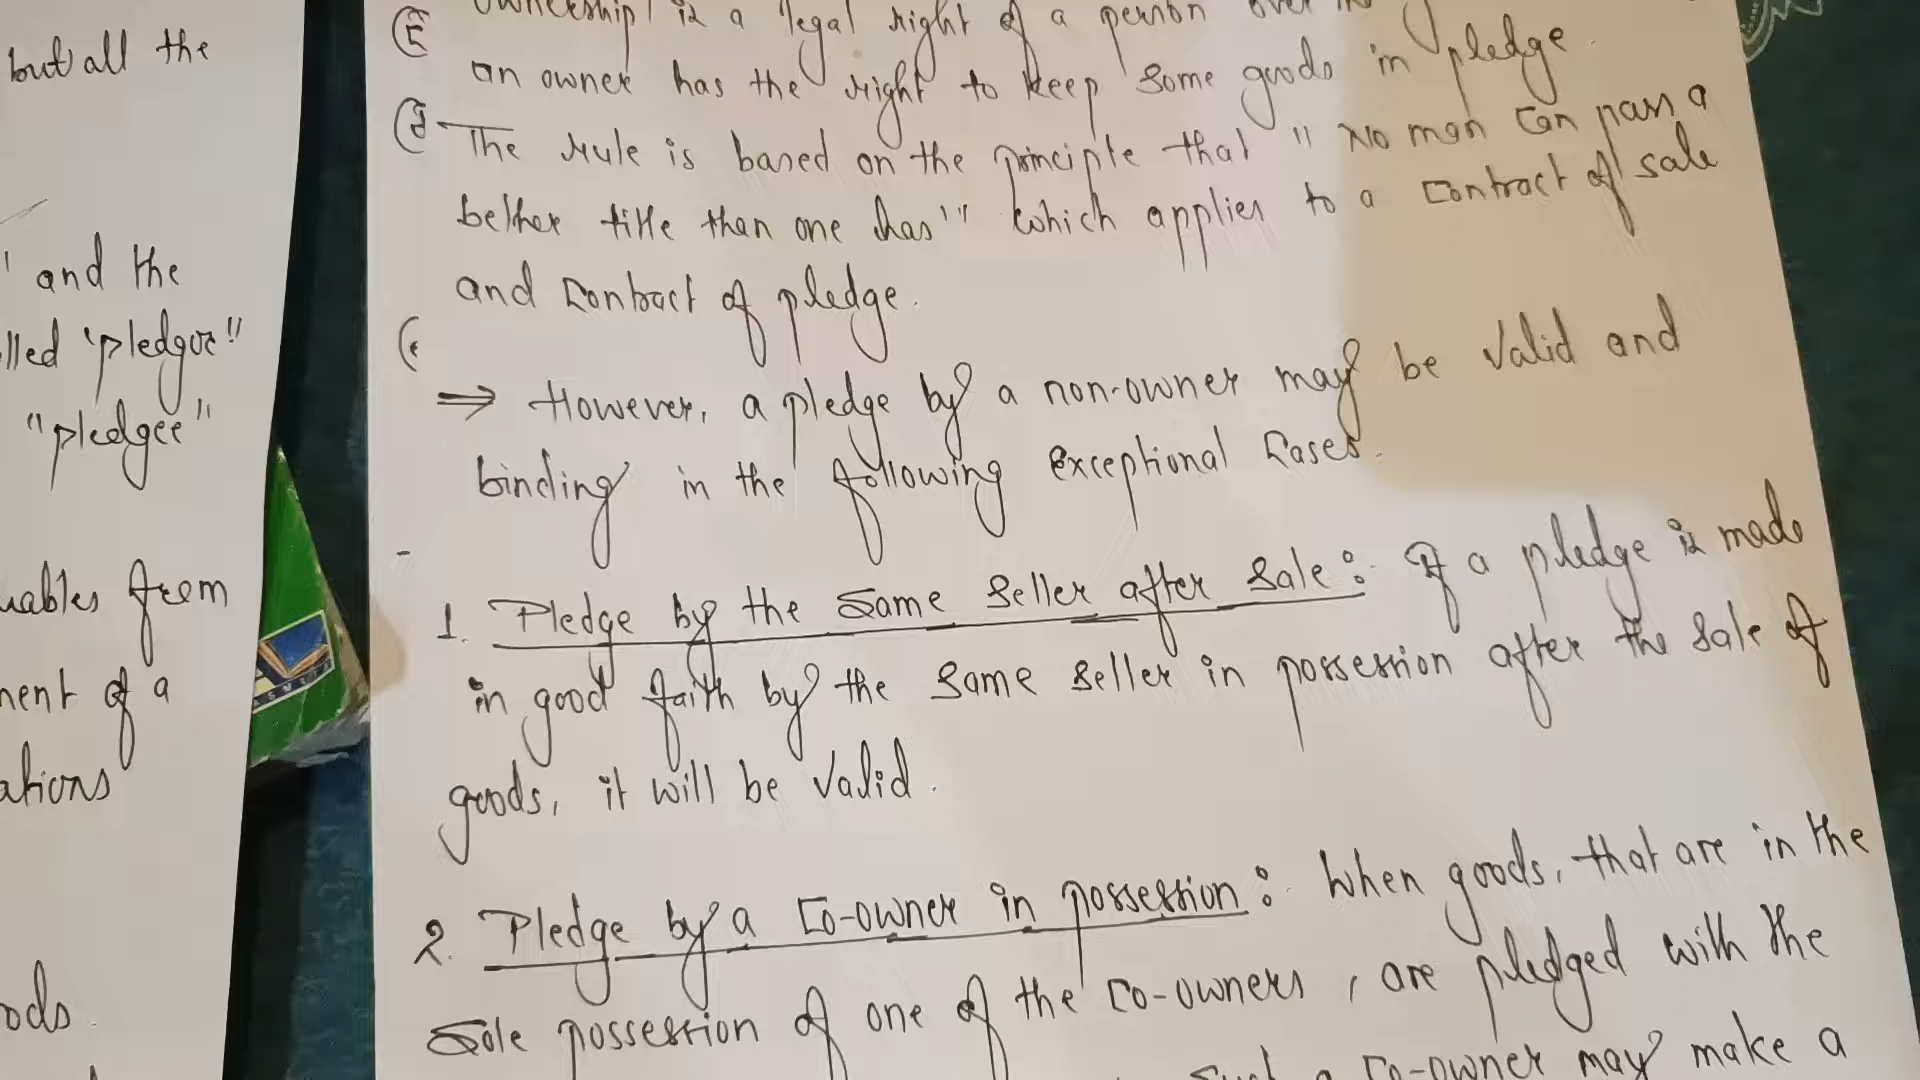 but all the
and the
lled 'pledgor"
"pledgee"
from
of a
ownership is a legal right of a person over
an owner has the right to keep some goods in pledge.
The rule is based on the principle that " No man can pass a
better title than one has" which applies to a contract of sale
and contract of pledge.
⇒ However, a pledge by a non-owner may be valid and
binding in the following exceptional cases.
1. Pledge by the same seller after sale: If a pledge is made
in good faith by the same seller in possession after the sale of
goods, it will be valid.
2. Pledge by a co-owner in possession: When goods, that are in the
sole possession of one of the co-owners, are pledged with the
Such a co-owner may make a